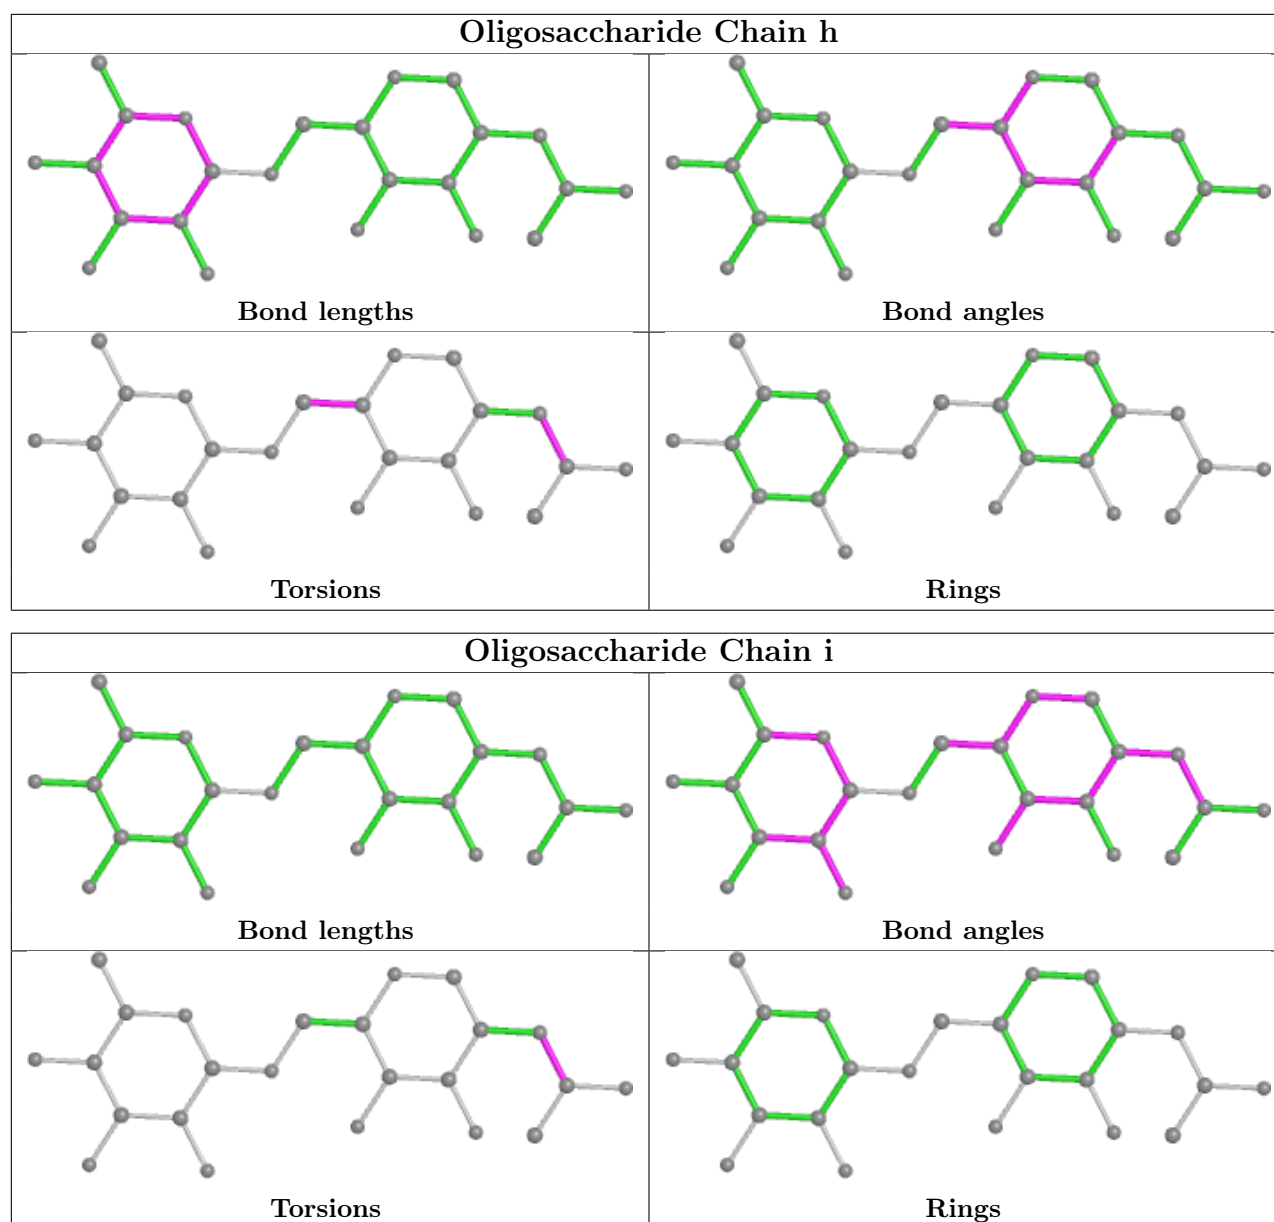 Oligosaccharide Chain h
Bond lengths
Bond angles
Torsions
Rings
Oligosaccharide Chain i
Bond lengths
Bond angles
Torsions
Rings